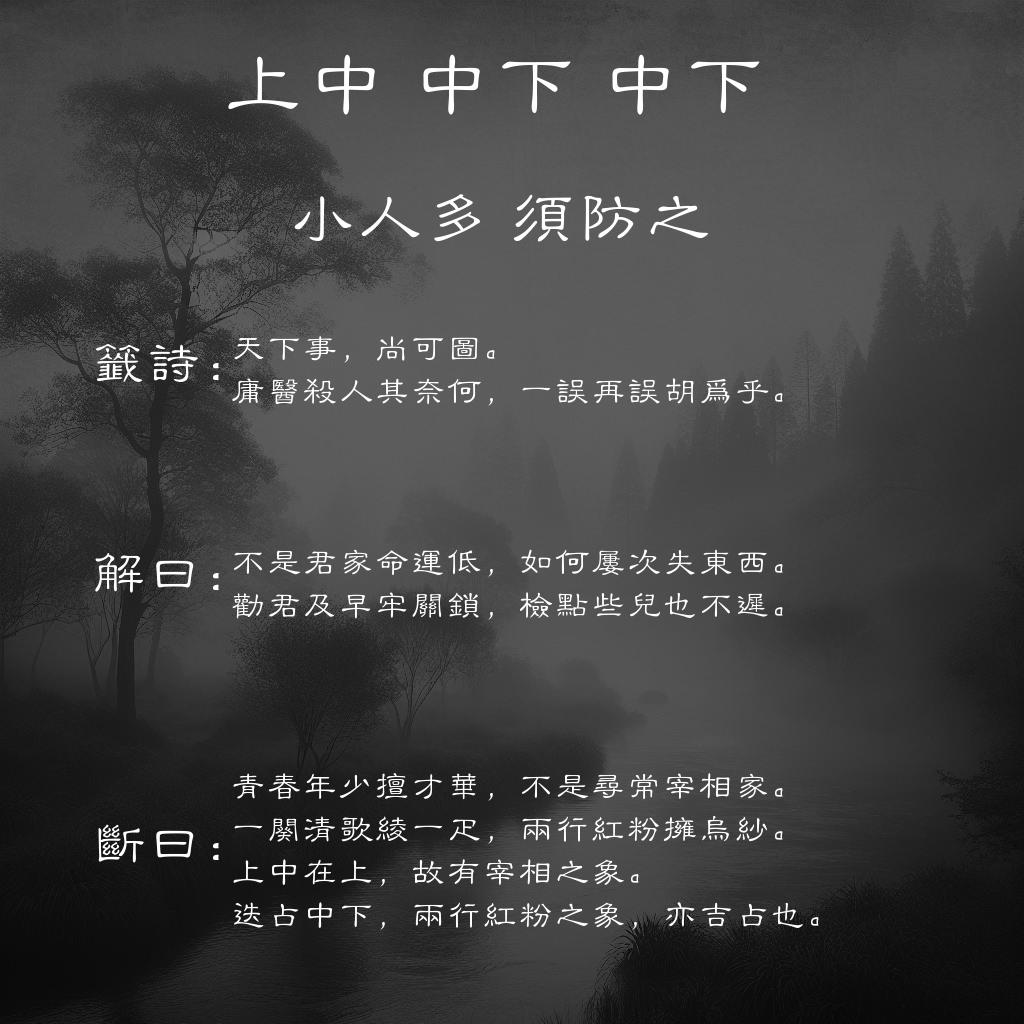 上中 中下 中下
小人多 須防之
籤詩:
天下事，尚可圖。
庸醫殺人其奈何，一誤再誤胡為乎。
解曰:
不是君家命運低，如何屢次失東西。
勸君及早牢關鎖，檢點些兒也不遲。
斷曰:
青春年少擅才華，不是尋常宰相家。
一闋清歌綾一疋，兩行紅粉擁烏紗。
上中在上，故有宰相之象。
迭占中下，兩行紅粉之象，亦吉占也。